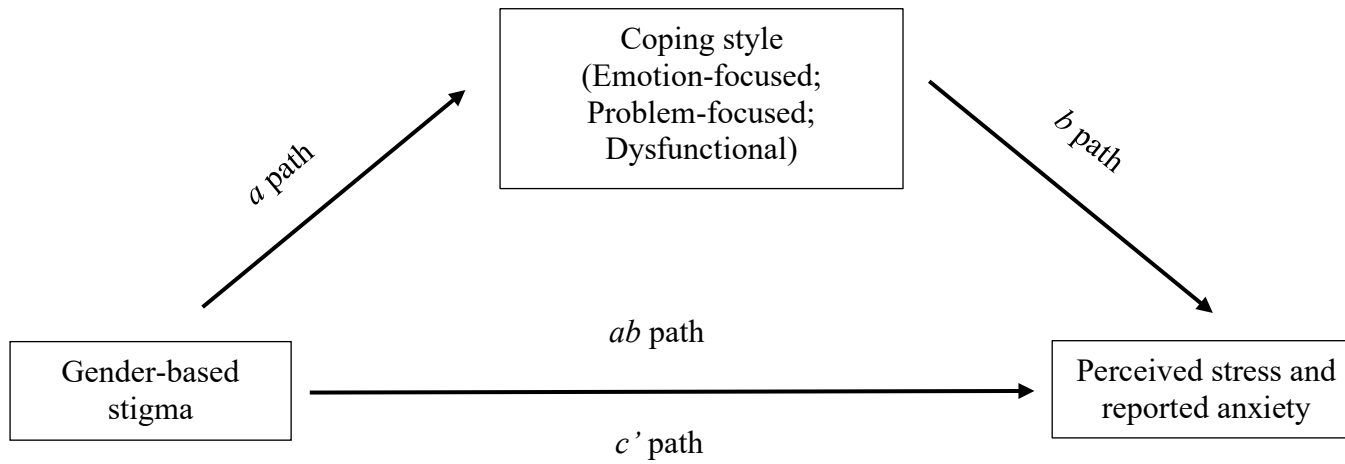 Coping style
(Emotion-focused;
Problem-focused;
Dysfunctional)
a path
b path
ab path
Gender-based
stigma
Perceived stress and
reported anxiety
c’ path